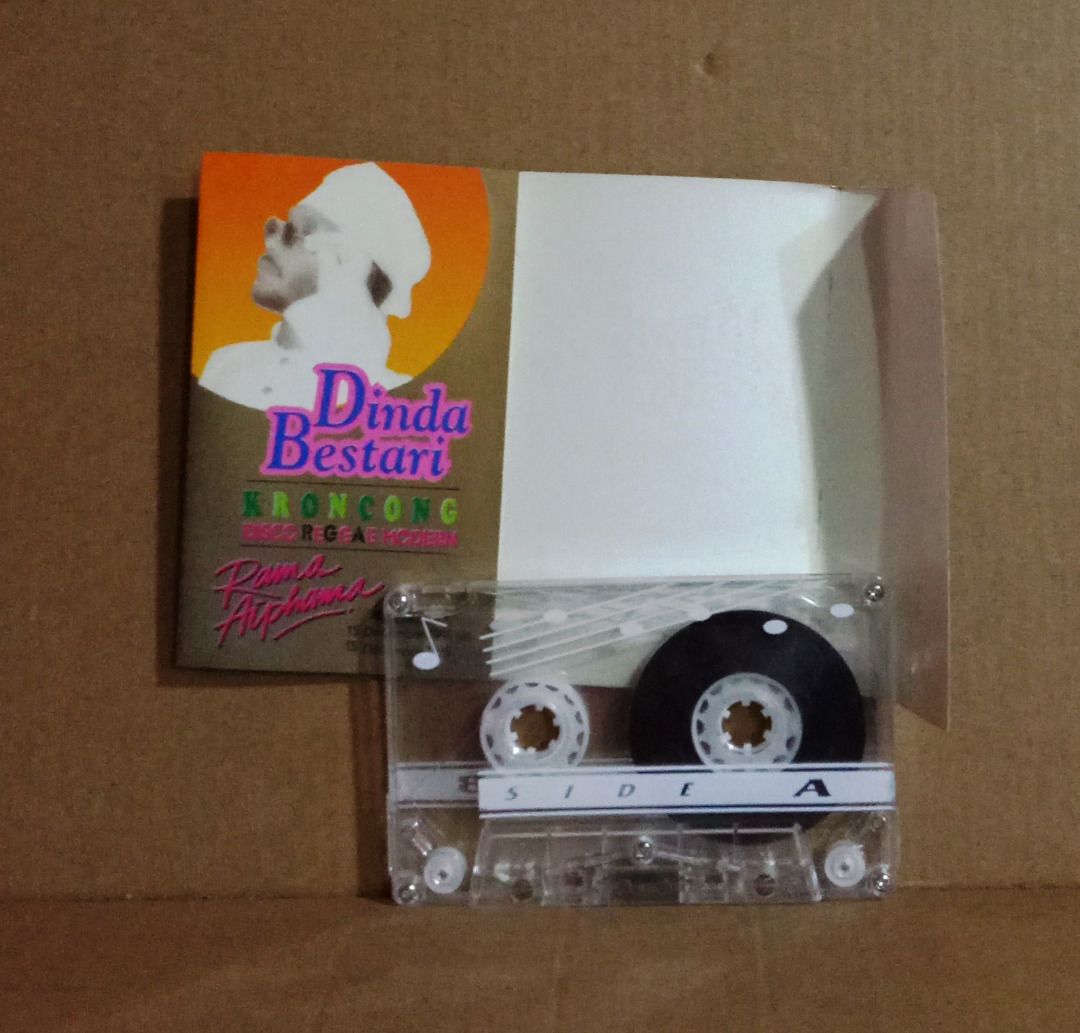 Dinda
Bestari
KRONCONG
DISCO REGGAE MODERN
Rama
Aiphama
SIDE A